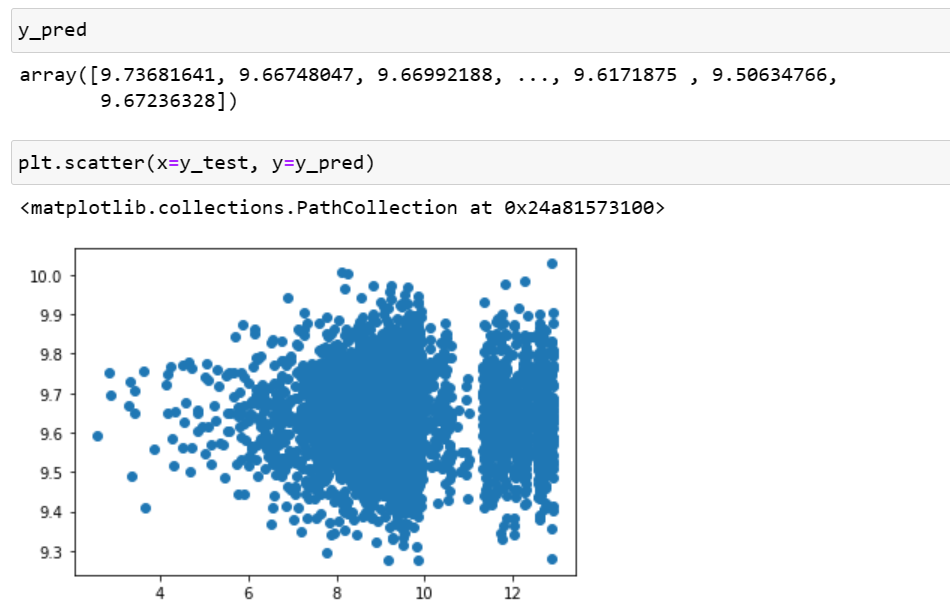 y_pred
array([9.73681641, 9.66748047, 9.66992188, ..., 9.6171875 , 9.50634766,
9.67236328])
plt.scatter(x=y_test, y=y_pred)
<matplotlib.collections.PathCollection at 0x24a81573100>
10.0
9.9
9.8
9.7
9.6
9.5
9.4
9.3
4 6 8 10 12